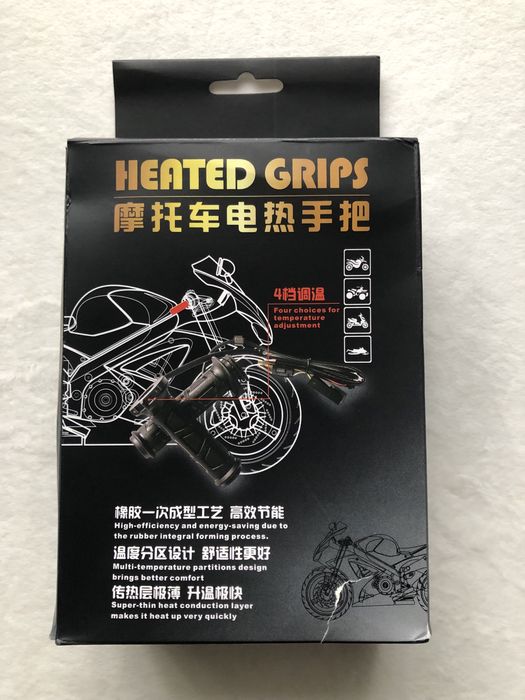 HEATED GRIPS
摩托车电热手把
4档调温
Four choices for
temperature
adjustment
橡胶一次成型工艺 高效节能
High-efficiency and energy-saving due to
the rubber integral forming process.
温度分区设计 舒适性更好
Multi-temperature partitions design
brings better comfort
传热层极薄 升温极快
Super-thin heat conduction layer
makes it heat up very quickly